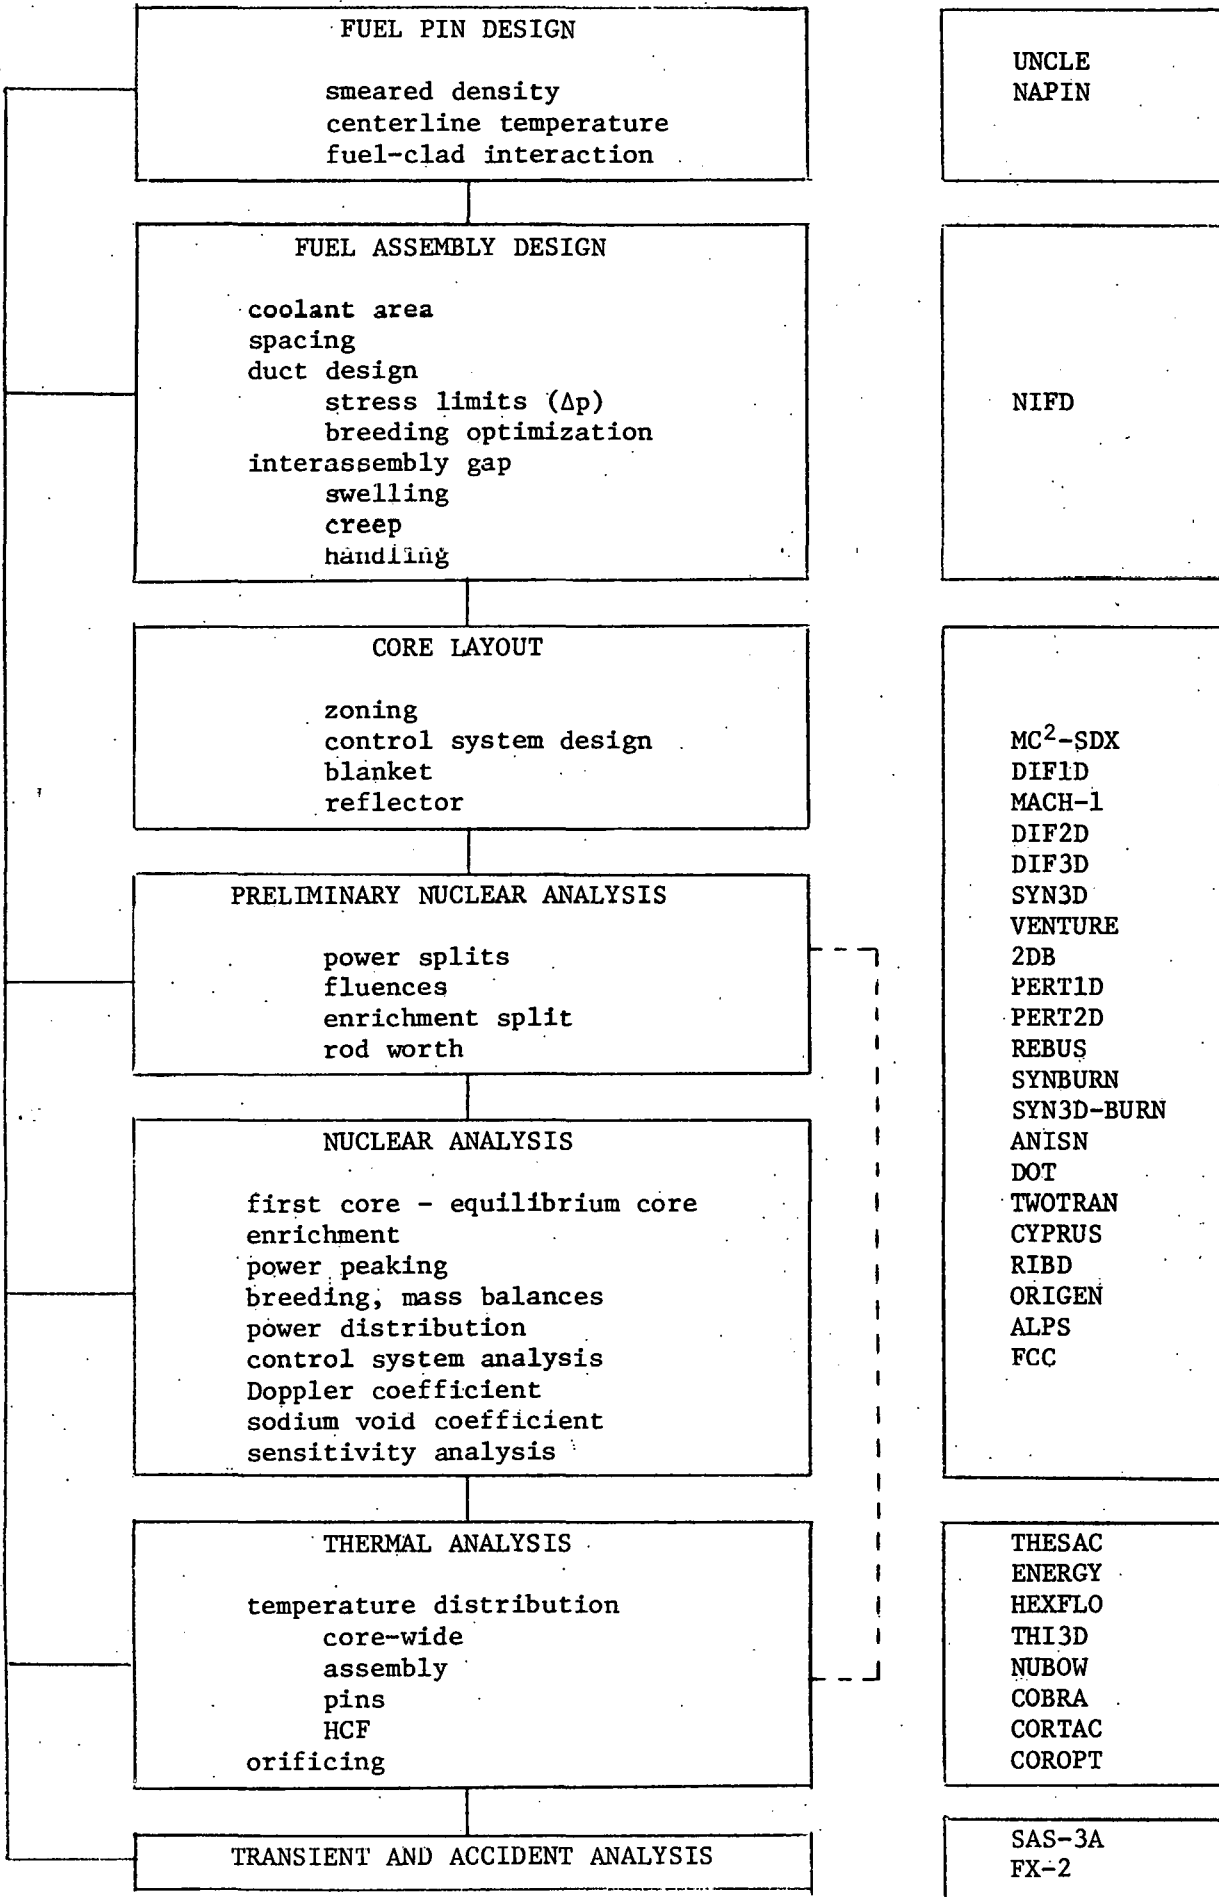 FUEL PIN DESIGN
smeared density
centerline temperature
fuel-clad interaction
UNCLE
NAPIN
FUEL ASSEMBLY DESIGN
coolant area
spacing
duct design
stress limits (Δp)
breeding optimization
interassembly gap
swelling
creep
handling
NIFD
CORE LAYOUT
zoning
control system design
blanket
reflector
PRELIMINARY NUCLEAR ANALYSIS
power splits
fluences
enrichment split
rod worth
NUCLEAR ANALYSIS
first core - equilibrium core
enrichment
power peaking
breeding, mass balances
power distribution
control system analysis
Doppler coefficient
sodium void coefficient
sensitivity analysis
MC²-SDX
DIF1D
MACH-1
DIF2D
DIF3D
SYN3D
VENTURE
2DB
PERT1D
PERT2D
REBUS
SYNBURN
SYN3D-BURN
ANISN
DOT
TWOTRAN
CYPRUS
RIBD
ORIGEN
ALPS
FCC
THERMAL ANALYSIS
temperature distribution
core-wide
assembly
pins
HCF
orificing
THESAC
ENERGY
HEXFLO
THI3D
NUBOW
COBRA
CORTAC
COROPT
TRANSIENT AND ACCIDENT ANALYSIS
SAS-3A
FX-2